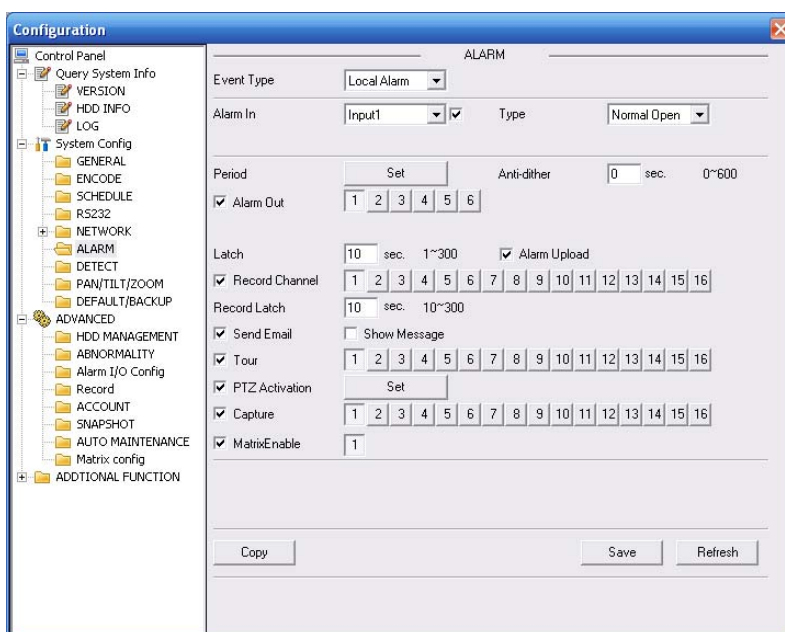 Configuration
Control Panel
Query System Info
VERSION
HDD INFO
LOG
System Config
GENERAL
ENCODE
SCHEDULE
RS232
NETWORK
ALARM
DETECT
PAN/TILT/ZOOM
DEFAULT/BACKUP
ADVANCED
HDD MANAGEMENT
ABNORMALITY
Alarm I/O Config
Record
ACCOUNT
SNAPSHOT
AUTO MAINTENANCE
Matrix config
ADDTIONAL FUNCTION
ALARM
Event Type Local Alarm
Alarm In Input1 Type Normal Open
Period Set Anti-dither 0 sec. 0~600
Alarm Out 1 2 3 4 5 6
Latch 10 sec. 1~300 Alarm Upload
Record Channel 1 2 3 4 5 6 7 8 9 10 11 12 13 14 15 16
Record Latch 10 sec. 10~300
Send Email Show Message
Tour 1 2 3 4 5 6 7 8 9 10 11 12 13 14 15 16
PTZ Activation Set
Capture 1 2 3 4 5 6 7 8 9 10 11 12 13 14 15 16
MatrixEnable 1
Copy Save Refresh